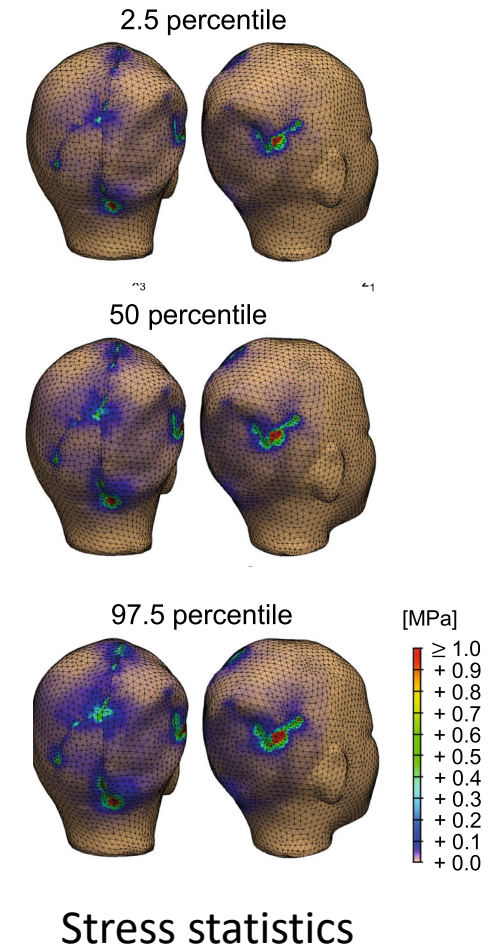 2.5 percentile
50 percentile
97.5 percentile
[MPa]
≥ 1.0
+ 0.9
+ 0.8
+ 0.7
+ 0.6
+ 0.5
+ 0.4
+ 0.3
+ 0.2
+ 0.1
+ 0.0
Stress statistics